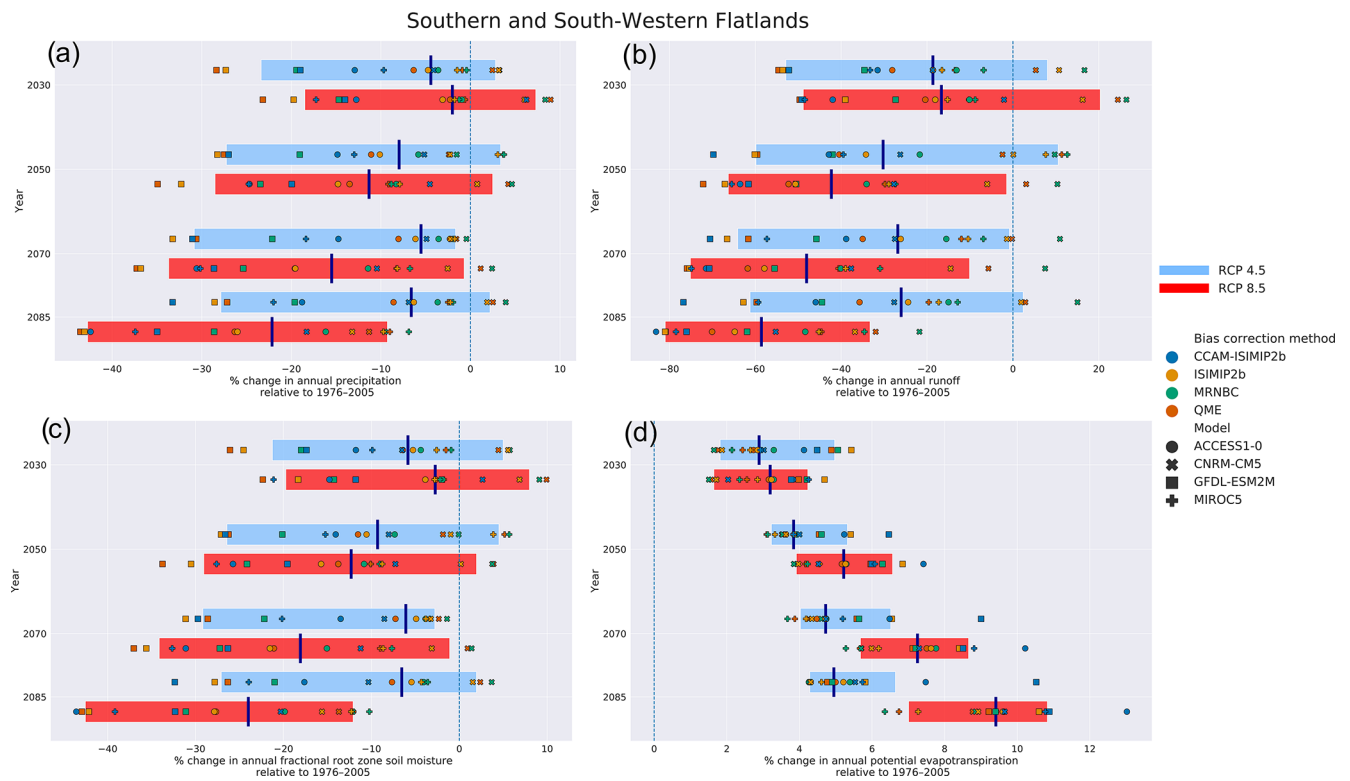 Southern and South-Western Flatlands
(a)
2030
2050
2070
2085
Year
−40
−30
−20
−10
0
10
% change in annual precipitation
relative to 1976–2005
(b)
2030
2050
2070
2085
Year
−80
−60
−40
−20
0
20
% change in annual runoff
relative to 1976–2005
(c)
2030
2050
2070
2085
Year
−40
−30
−20
−10
0
10
% change in annual fractional root zone soil moisture
relative to 1976–2005
(d)
2030
2050
2070
2085
Year
0
2
4
6
8
10
12
% change in annual potential evapotranspiration
relative to 1976–2005
RCP 4.5
RCP 8.5
Bias correction method
CCAM-ISIMIP2b
ISIMIP2b
MRNBC
QME
Model
ACCESS1-0
CNRM-CM5
GFDL-ESM2M
MIROC5